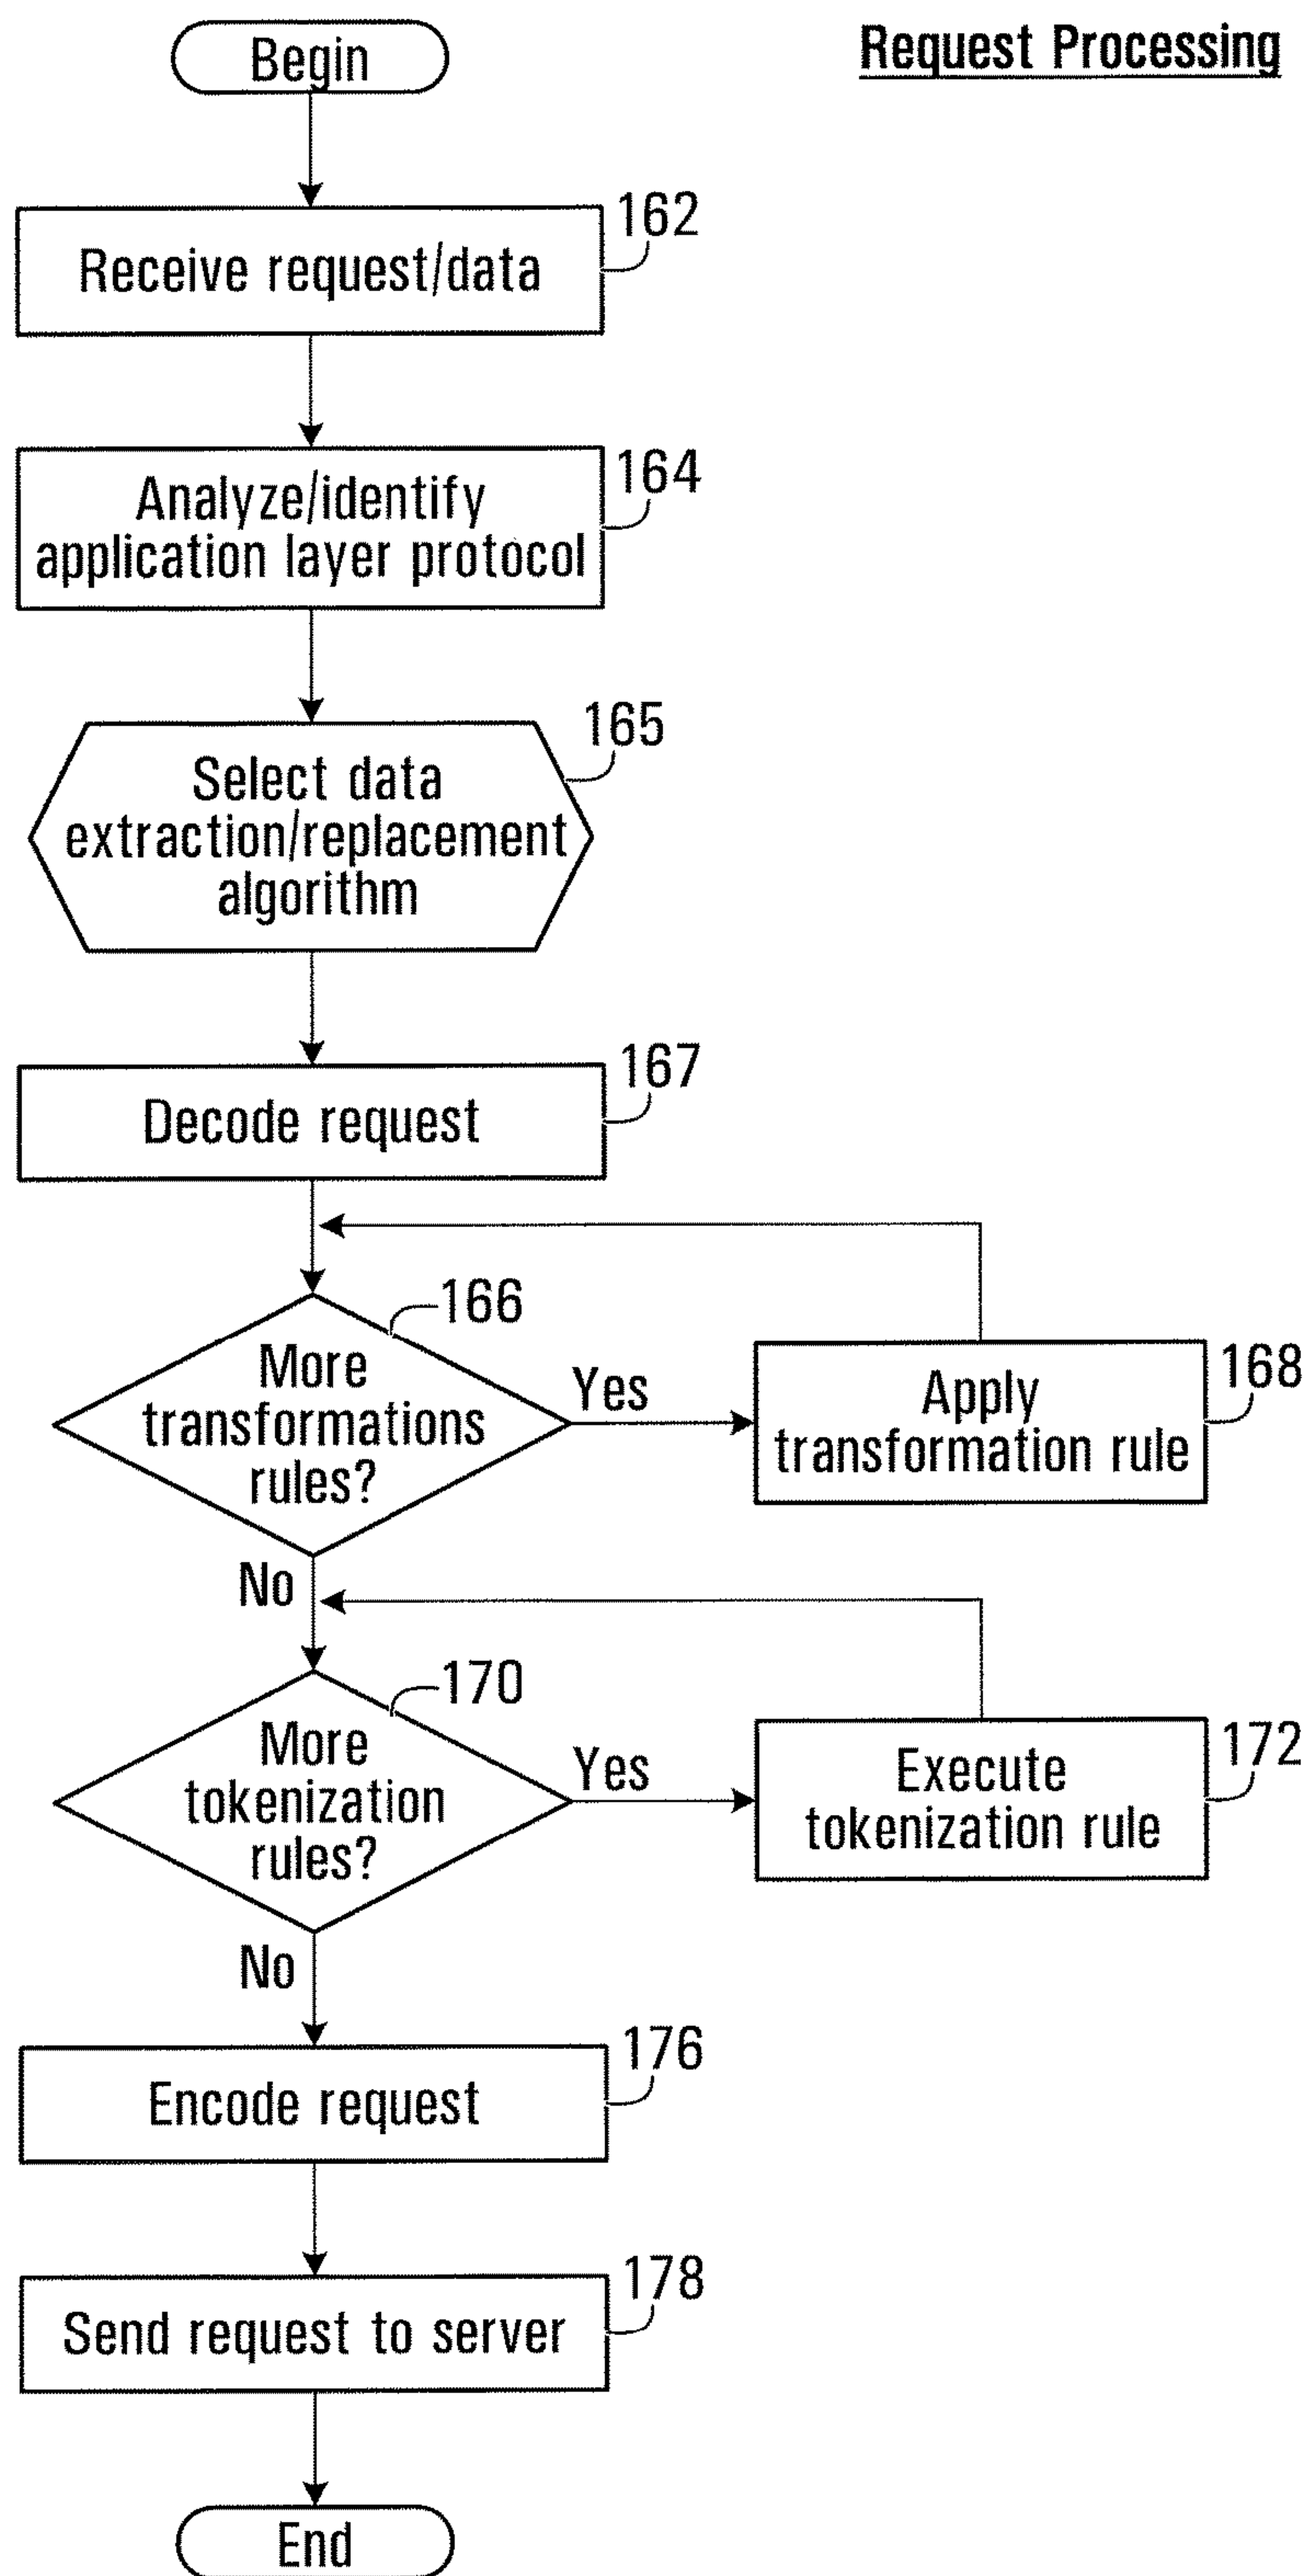 Request Processing
Begin
162
Receive request/data
164
Analyze/identify
application layer protocol
165
Select data
extraction/replacement
algorithm
167
Decode request
166
More
transformations
rules?
Yes
168
Apply
transformation rule
No
170
More
tokenization
rules?
Yes
172
Execute
tokenization rule
No
176
Encode request
178
Send request to server
End